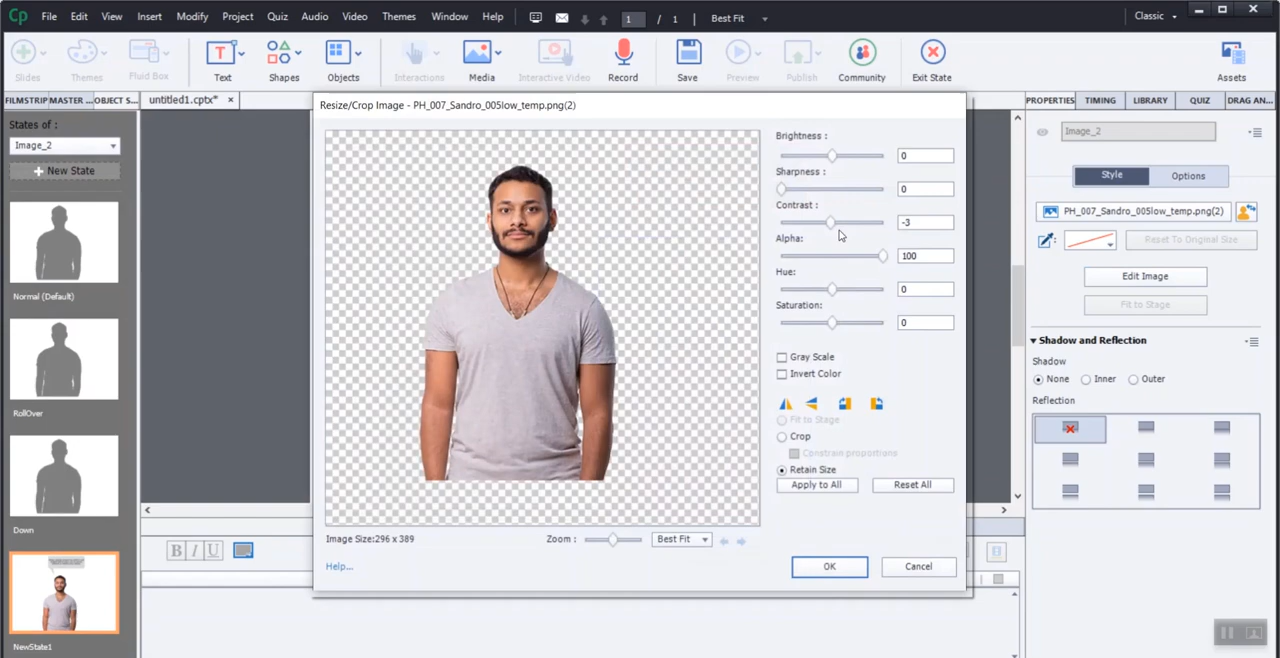 Cp File Edit View Insert Modify Project Quiz Audio Video Themes Window Help 1 / 1 Best Fit Classic
Slides Themes Fluid Box Text Shapes Objects Interactions Media Interactive Video Record Save Preview Publish Community Exit State Assets
FILMSTRIP MASTER ... OBJECT S... untitled1.cptx* PROPERTIES TIMING LIBRARY QUIZ DRAG AN...
States of :
Image_2
New State
Normal (Default)
RollOver
Down
NewState1
Resize/Crop Image - PH_007_Sandro_005low_temp.png(2)
Brightness :
0
Sharpness :
0
Contrast :
-3
Alpha:
100
Hue:
0
Saturation:
0
Gray Scale
Invert Color
Fit to Stage
Crop
Constrain proportions
Retain Size
Apply to All Reset All
Image Size:296 x 389 Zoom : Best Fit
Help... OK Cancel
B I U
Image_2
Style Options
PH_007_Sandro_005low_temp.png(2)
Reset To Original Size
Edit Image
Fit to Stage
Shadow and Reflection
Shadow
None Inner Outer
Reflection